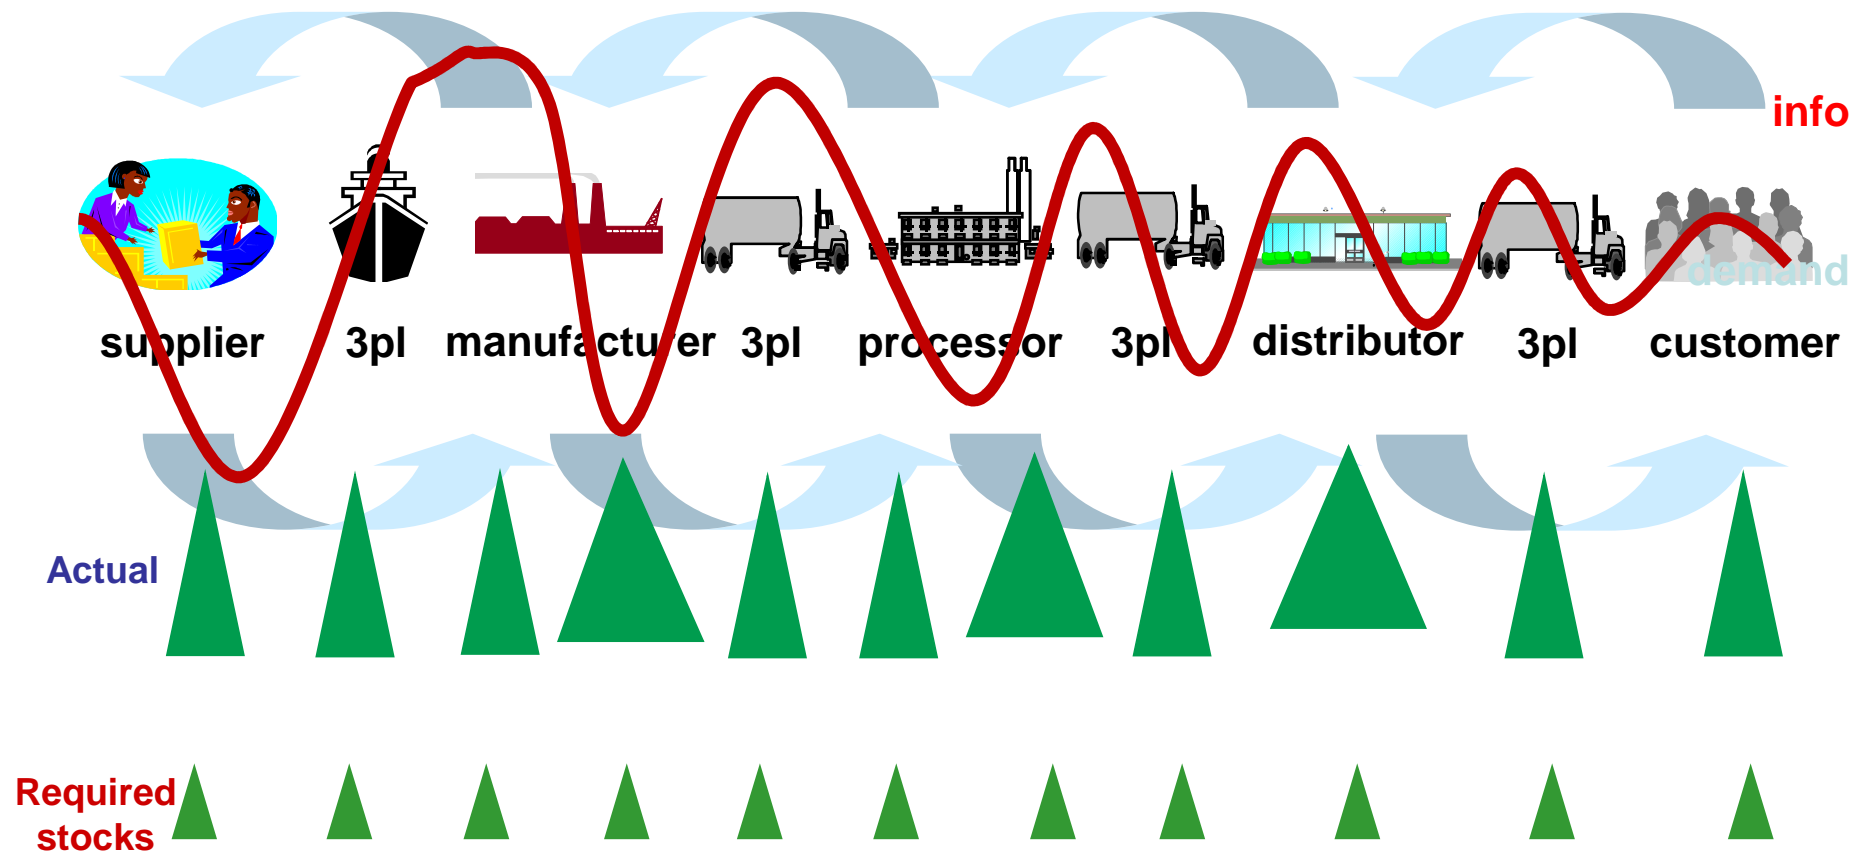 info
demand
supplier
3pl
manufacturer
3pl
processor
3pl
distributor
3pl
customer
Actual
Required
stocks